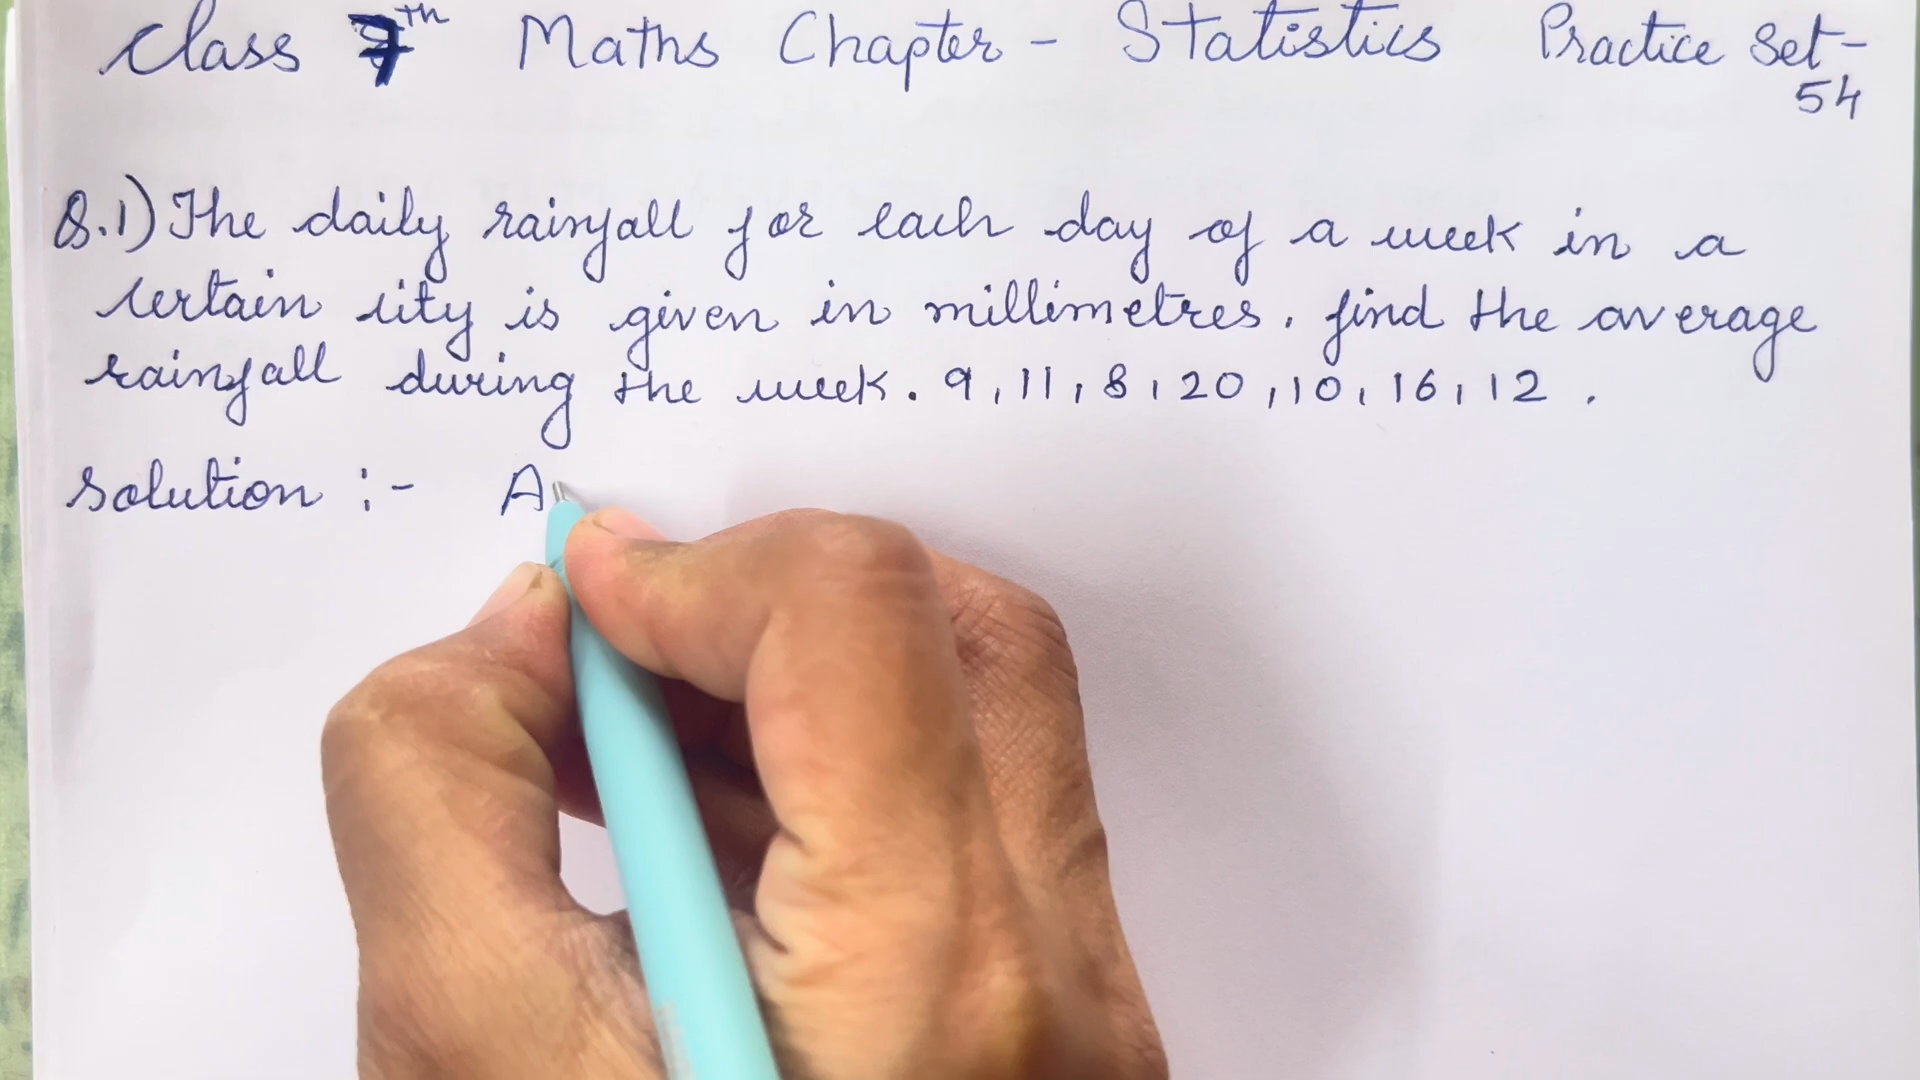 Class 7th Maths Chapter - Statistics Practice Set-
54
Q.1) The daily rainfall for each day of a week in a
certain city is given in millimetres. find the average
rainfall during the week. 9, 11, 8, 20, 10, 16, 12.
Solution :- A